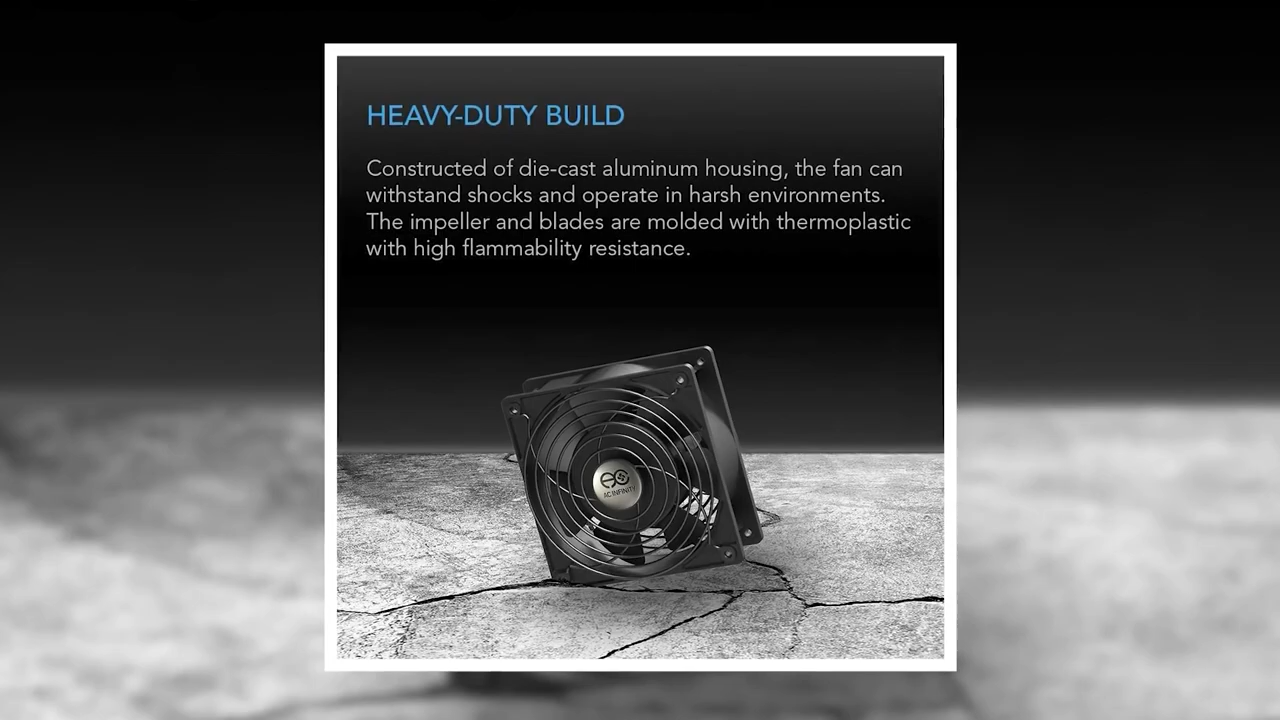 HEAVY-DUTY BUILD
Constructed of die-cast aluminum housing, the fan can
withstand shocks and operate in harsh environments.
The impeller and blades are molded with thermoplastic
with high flammability resistance.
AC INFINITY